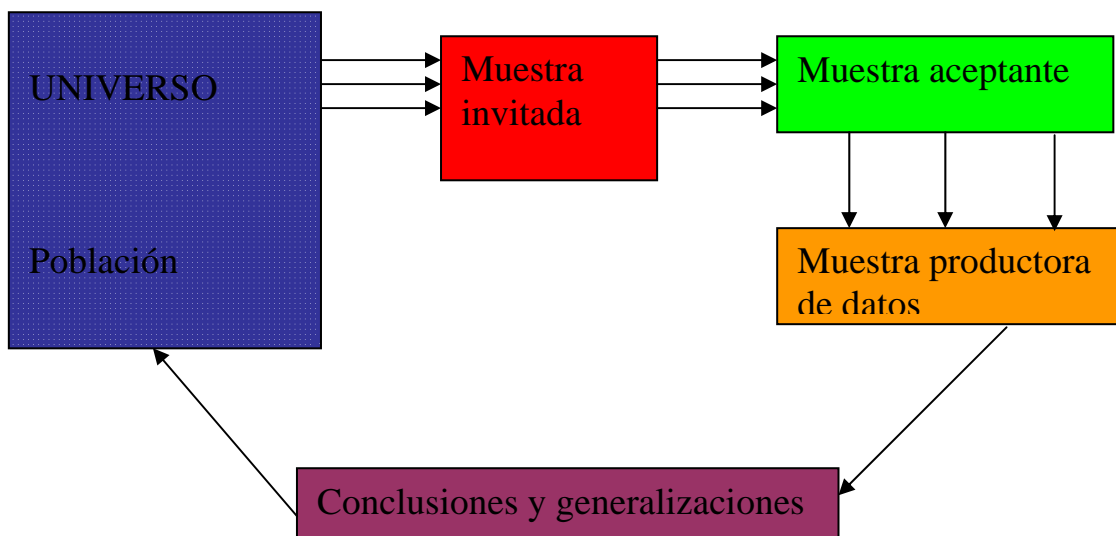 UNIVERSO
Población
Muestra
invitada
Muestra aceptante
Muestra productora
de datos
Conclusiones y generalizaciones